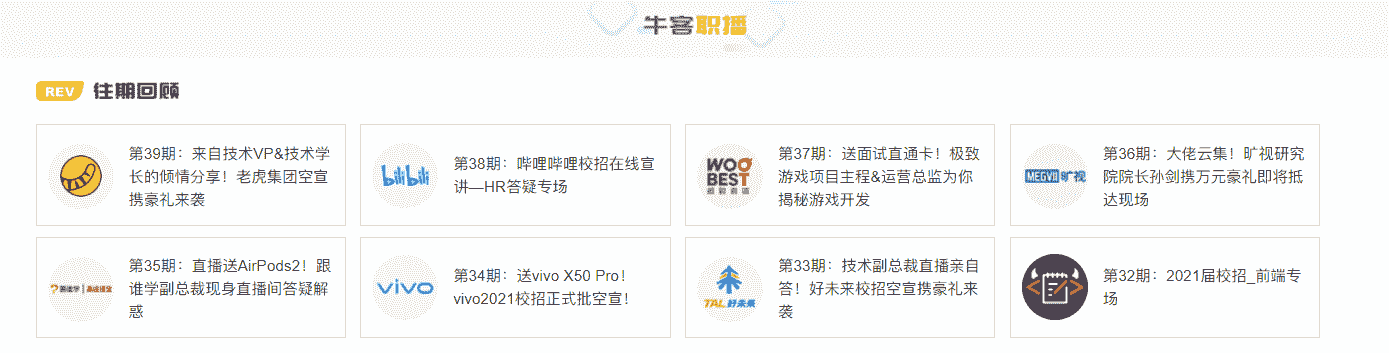 牛客职播
REV 往期回顾
第39期：来自技术VP&技术学
长的倾情分享！老虎集团空宣
携豪礼来袭
bilibili
第38期：哔哩哔哩校招在线宣
讲—HR答疑专场
WOO
BEST
第37期：送面试直通卡！极致
游戏项目主程&运营总监为你
揭秘游戏开发
MEGVII 旷视
第36期：大佬云集！旷视研究
院院长孙剑携万元豪礼即将抵
达现场
跟谁学 高途课堂
第35期：直播送AirPods2！跟
谁学副总裁现身直播间答疑解
惑
vivo
第34期：送vivo X50 Pro！
vivo2021校招正式批空宣！
TAL 好未来
第33期：技术副总裁直播亲自
答！好未来校招空宣携豪礼来
袭
第32期：2021届校招_前端专
场